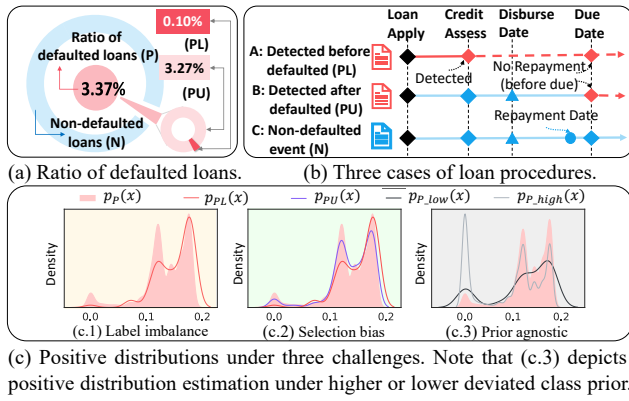 Ratio of
defaulted loans (P)
3.37%
Non-defaulted
loans (N)
0.10%
(PL)
3.27%
(PU)
(a) Ratio of defaulted loans.
Loan
Apply
Credit
Assess
Disburse
Date
Due
Date
A: Detected before
defaulted (PL)
Detected
No Repayment
(before due)
B: Detected after
defaulted (PU)
C: Non-defaulted
event (N)
Repayment Date
(b) Three cases of loan procedures.
p_P(x) p_PL(x) p_PU(x) p_P_low(x) p_P_high(x)
Density
0.0 0.1 0.2
(c.1) Label imbalance
Density
0.0 0.1 0.2
(c.2) Selection bias
Density
0.0 0.1 0.2
(c.3) Prior agnostic
(c) Positive distributions under three challenges. Note that (c.3) depicts
positive distribution estimation under higher or lower deviated class prior.